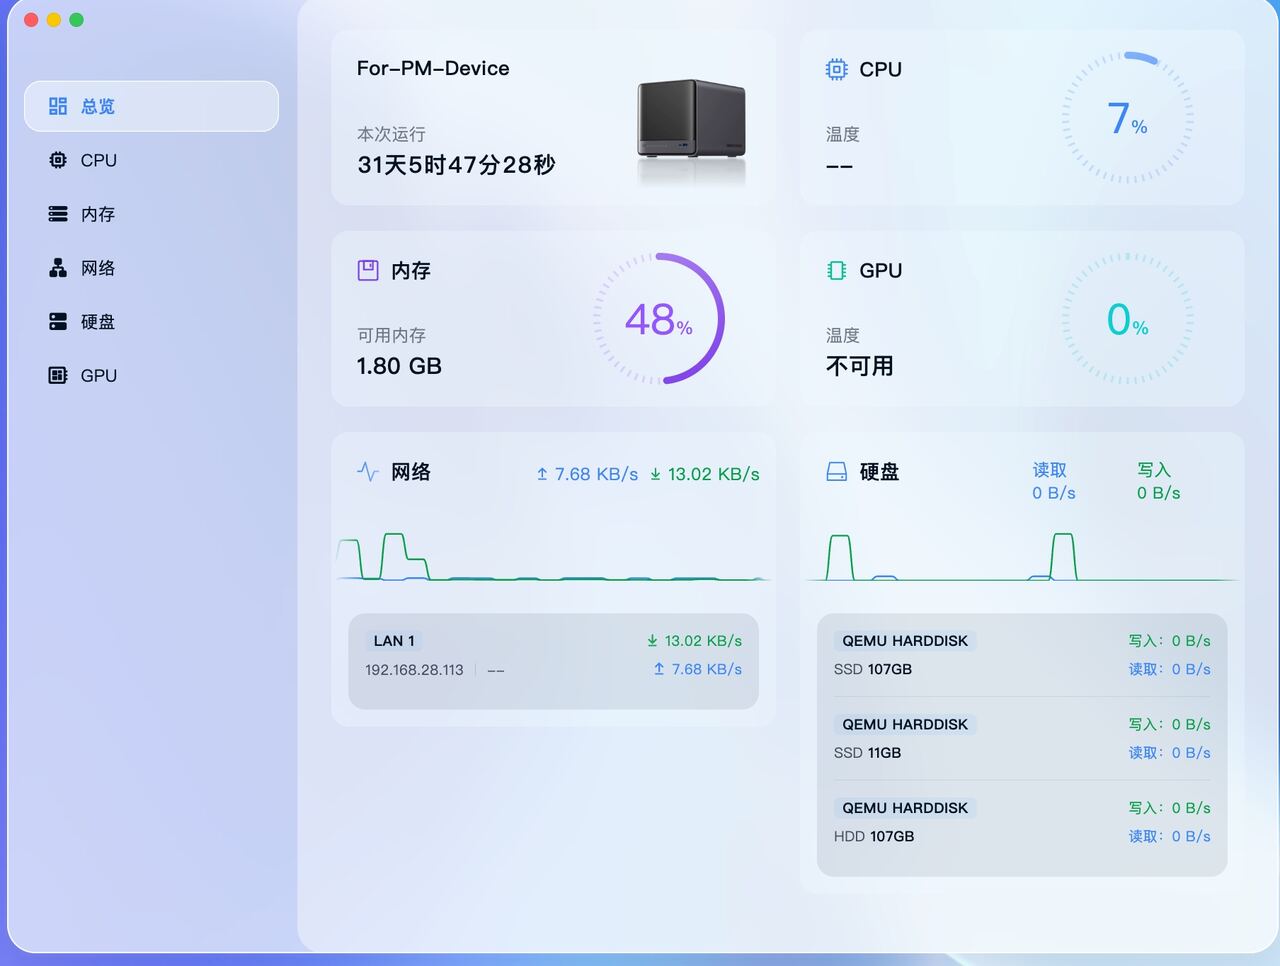 总览
CPU
内存
网络
硬盘
GPU
For-PM-Device
本次运行
31天5时47分28秒
CPU
温度
--
7%
内存
可用内存
1.80 GB
48%
GPU
温度
不可用
0%
网络
7.68 KB/s 13.02 KB/s
LAN 1 13.02 KB/s
192.168.28.113 -- 7.68 KB/s
硬盘
读取 写入
0 B/s 0 B/s
QEMU HARDDISK 写入：0 B/s
SSD 107GB 读取：0 B/s
QEMU HARDDISK 写入：0 B/s
SSD 11GB 读取：0 B/s
QEMU HARDDISK 写入：0 B/s
HDD 107GB 读取：0 B/s